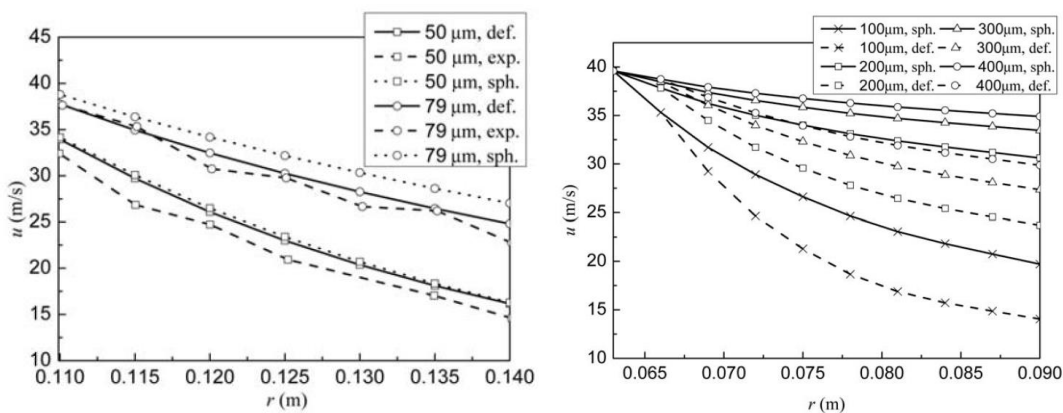 45
40
35
30
25
20
15
10
u (m/s)
0.110 0.115 0.120 0.125 0.130 0.135 0.140
r (m)
50 μm, def.
50 μm, exp.
50 μm, sph.
79 μm, def.
79 μm, exp.
79 μm, sph.
40
35
30
25
20
15
10
u (m/s)
0.065 0.070 0.075 0.080 0.085 0.090
r (m)
100μm, sph. 300μm, sph.
100μm, def. 300μm, def.
200μm, sph. 400μm, sph.
200μm, def. 400μm, def.